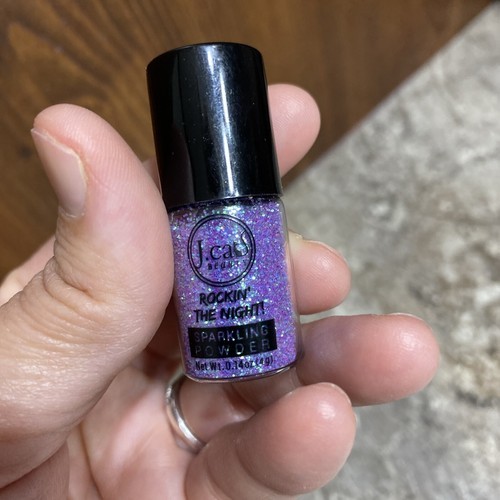 J.cat
BEAUTY
ROCKIN'
THE NIGHT!
SPARKLING
POWDER
Net Wt. 0.14oz (4g)